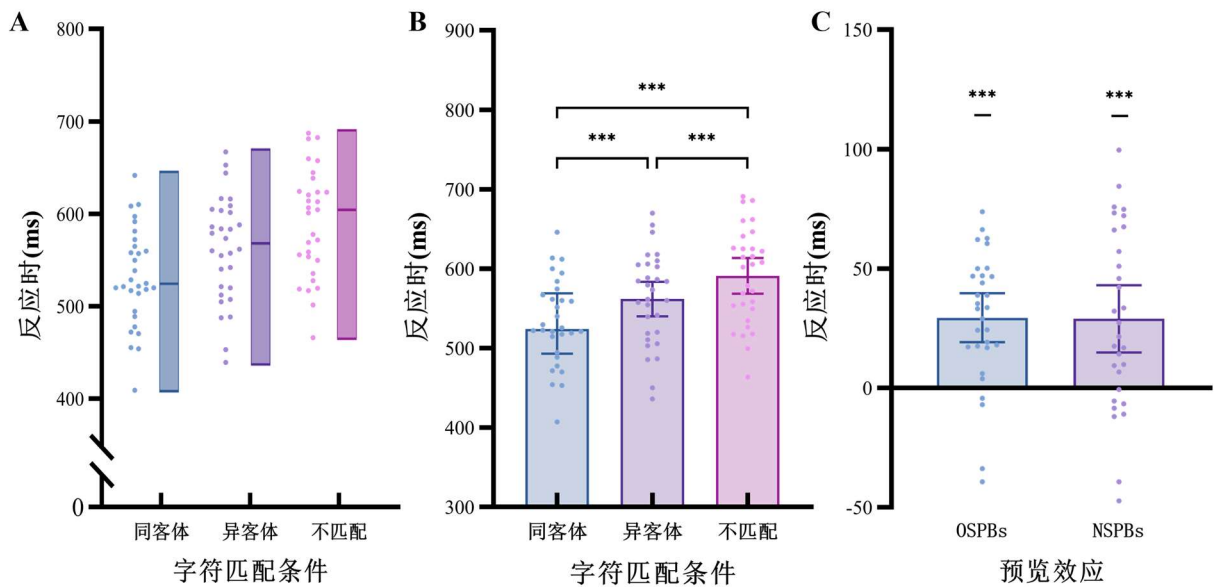 A
800
700
600
500
400
0
反应时(ms)
同客体
异客体
不匹配
字符匹配条件
B
900
800
700
600
500
400
300
反应时(ms)
***
***
***
同客体
异客体
不匹配
字符匹配条件
C
150
100
50
0
-50
反应时(ms)
***
***
OSPBs
NSPBs
预览效应